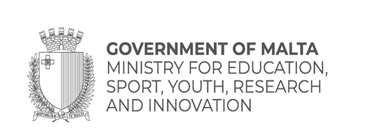 GOVERNMENT OF MALTA
MINISTRY FOR EDUCATION,
SPORT, YOUTH, RESEARCH
AND INNOVATION